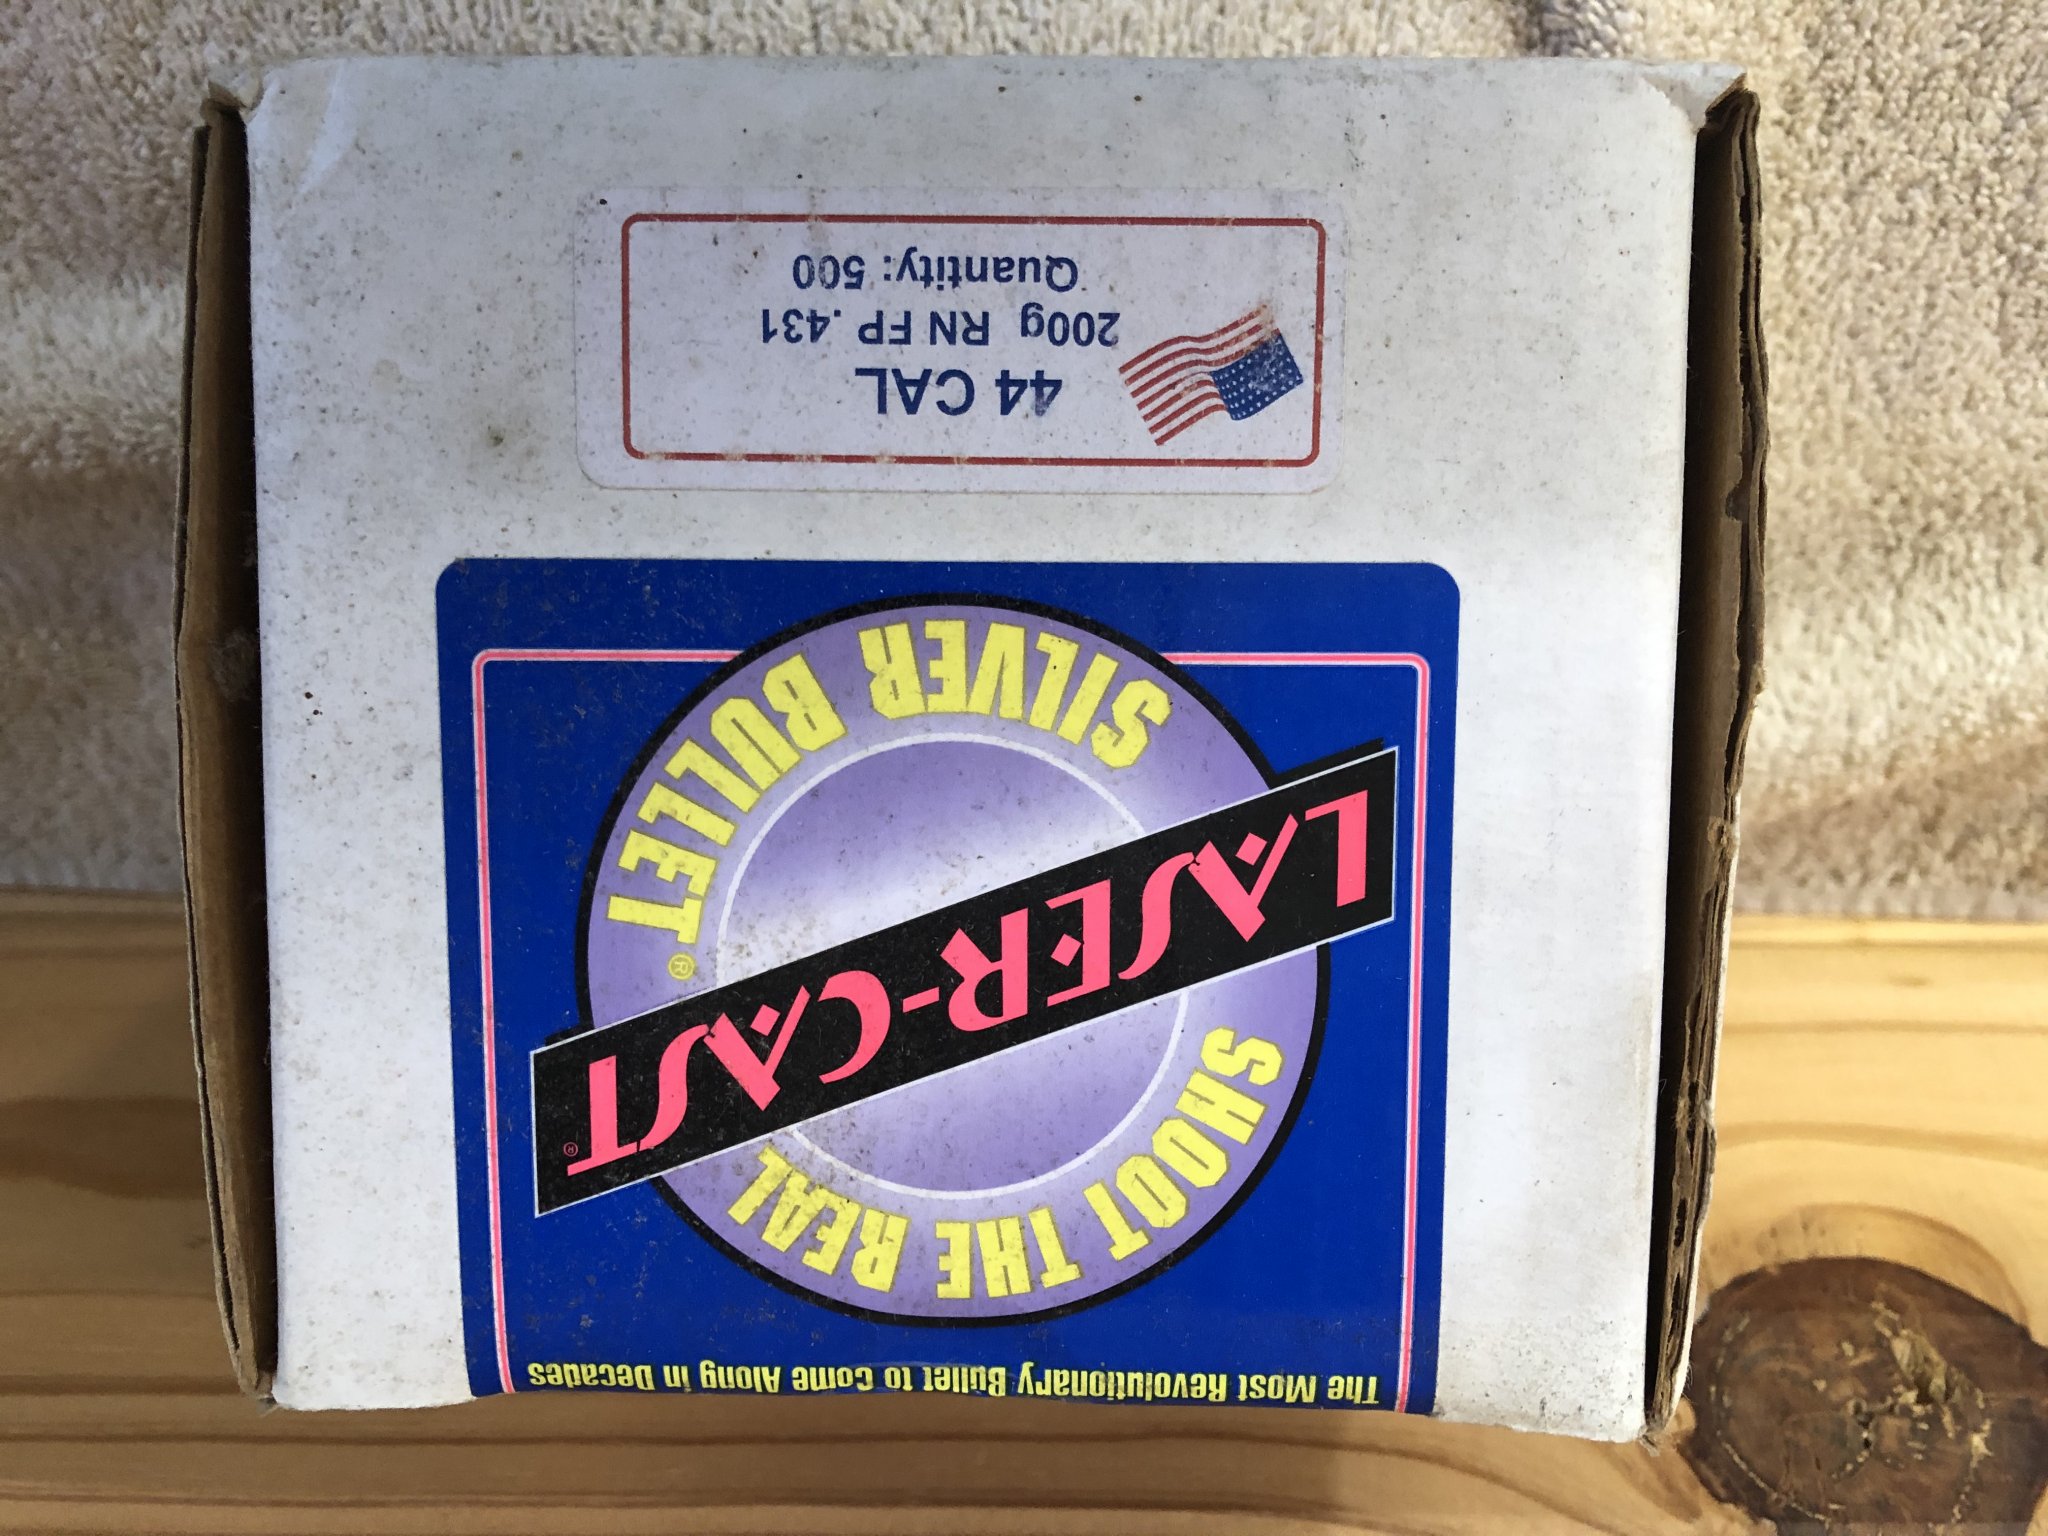 The Most Revolutionary Bullet to Come Along in Decades
SHOOT THE REAL
LASER-CAST®
SILVER BULLET®
44 CAL
200g RN FP .431
Quantity: 500